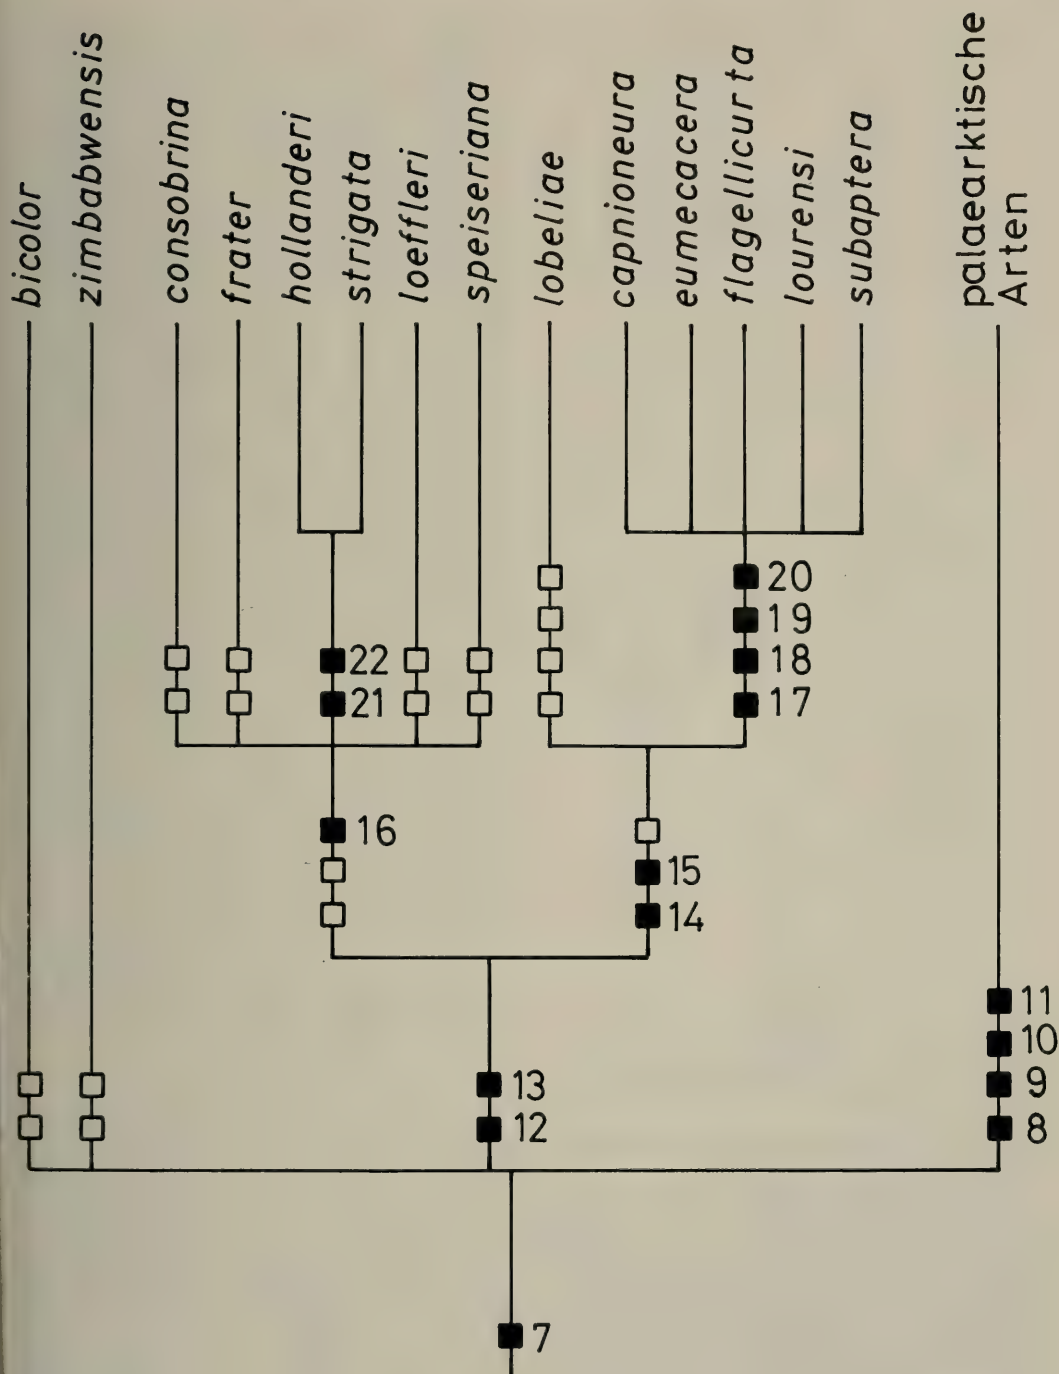 bicolor
zimbabwensis
consobrina
frater
hollanderi
strigata
loeffleri
speiseriana
lobeliae
capnioneura
eumecacera
flagellicurta
lourensi
subaptera
palaearktische
Arten
20
19
18
17
22
21
16
15
14
11
10
9
8
13
12
7